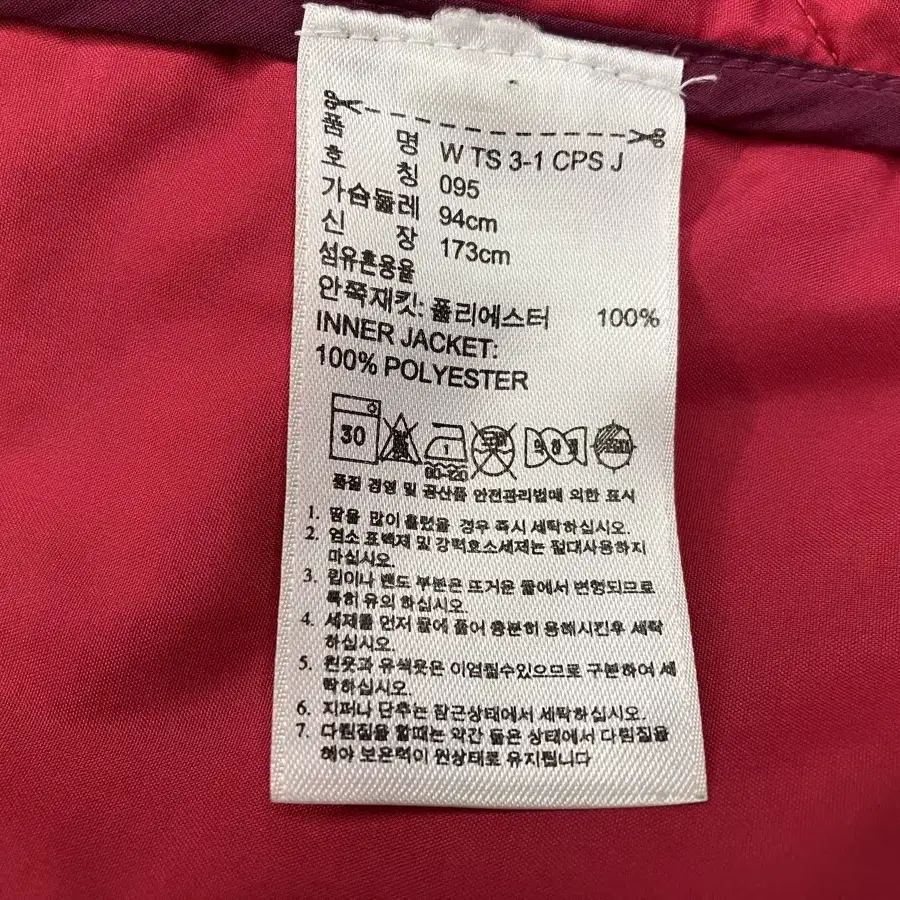 품 명 W TS 3-1 CPS J
호 칭 095
가슴둘레 94cm
신 장 173cm
섬유혼용율
안쪽재킷: 폴리에스터 100%
INNER JACKET:
100% POLYESTER
30 1
80~120
품질 경영 및 공산품 안전관리법에 의한 표시
1. 땀을 많이 흘렸을 경우 즉시 세탁하십시오.
2. 염소 표백제 및 강력효소세제는 절대사용하지
마십시오.
3. 립이나 밴드 부분은 뜨거운 물에서 변형되므로
특히 유의 하십시오.
4. 세제를 먼저 물에 풀어 충분히 용해시킨후 세탁
하십시오.
5. 흰옷과 유색옷은 이염될수있으므로 구분하여 세
탁하십시오.
6. 지퍼나 단추는 잠근상태에서 세탁하십시오.
7. 다림질을 할때는 약간 둡은 상태에서 다림질을
해야 보온력이 원상태로 유지됩니다